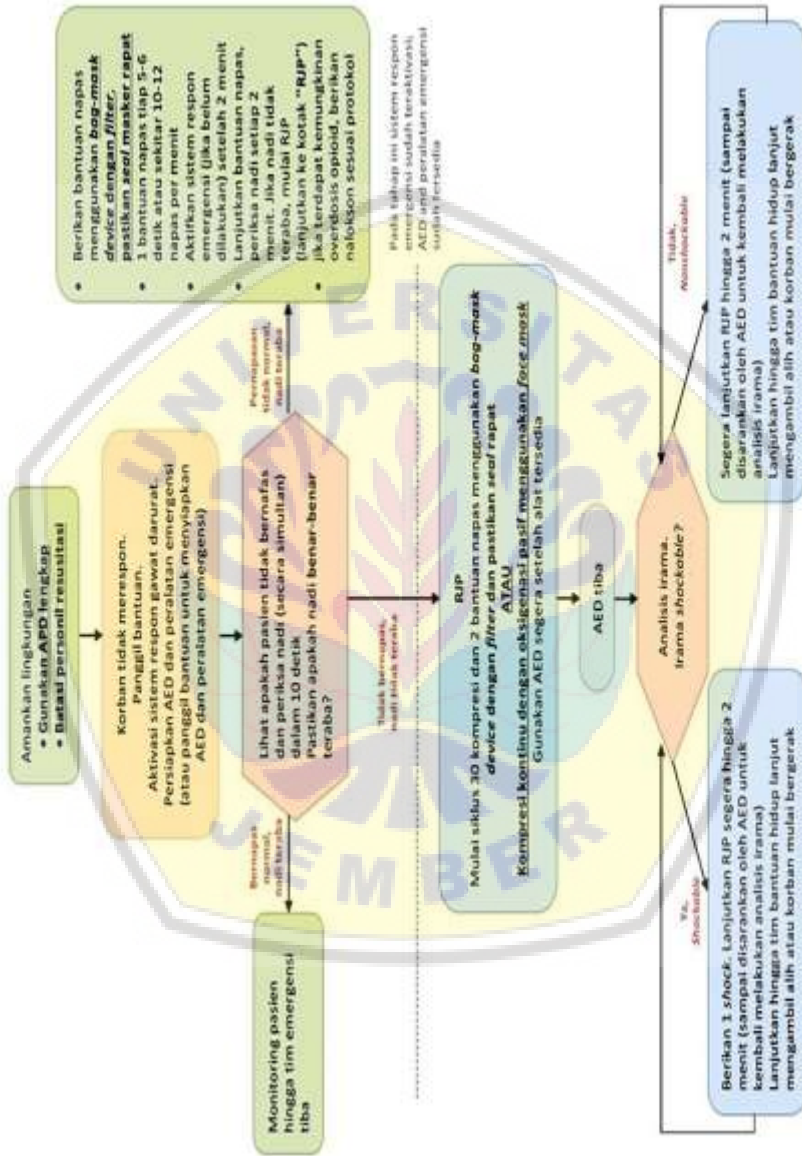 Amankan lingkungan
• Gunakan APD lengkap
• Batasi personil resusitasi
Korban tidak merespon.
Panggil bantuan.
Aktivasi sistem respon gawat darurat.
Persiapkan AED dan peralatan emergensi
(atau panggil bantuan untuk menyiapkan
AED dan peralatan emergensi)
Lihat apakah pasien tidak bernafas
dan periksa nadi (secara simultan)
dalam 10 detik
Pastikan apakah nadi benar-benar
teraba?
Bernapas
normal,
nadi teraba
Monitoring pasien
hingga tim emergensi
tiba
Pernapasan
tidak normal,
nadi teraba
• Berikan bantuan napas
menggunakan bag-mask
device dengan filter,
pastikan seal masker rapat
• 1 bantuan napas tiap 5-6
detik atau sekitar 10-12
napas per menit
• Aktifkan sistem respon
emergensi (jika belum
dilakukan) setelah 2 menit
• Lanjutkan bantuan napas,
periksa nadi setiap 2
menit. Jika nadi tidak
teraba, mulai RJP
(lanjutkan ke kotak "RJP")
• Jika terdapat kemungkinan
overdosis opioid, berikan
nalokson sesuai protokol
Tidak bernapas,
nadi tidak teraba
Pada tahap ini sistem respon
emergensi sudah teraktivasi,
AED and peralatan emergensi
sudah tersedia
RJP
Mulai siklus 30 kompresi dan 2 bantuan napas menggunakan bag-mask
device dengan filter dan pastikan seal rapat
ATAU
Kompresi kontinu dengan oksigenasi pasif menggunakan face mask
Gunakan AED segera setelah alat tersedia
AED tiba
Analisis irama.
Irama shockable?
Ya,
Shockable
Tidak,
Nonshockable
Berikan 1 shock. Lanjutkan RJP segera hingga 2
menit (sampai disarankan oleh AED untuk
kembali melakukan analisis irama)
Lanjutkan hingga tim bantuan hidup lanjut
mengambil alih atau korban mulai bergerak
Segera lanjutkan RJP hingga 2 menit (sampai
disarankan oleh AED untuk kembali melakukan
analisis irama)
Lanjutkan hingga tim bantuan hidup lanjut
mengambil alih atau korban mulai bergerak
UNIVERSITAS
JEMBER